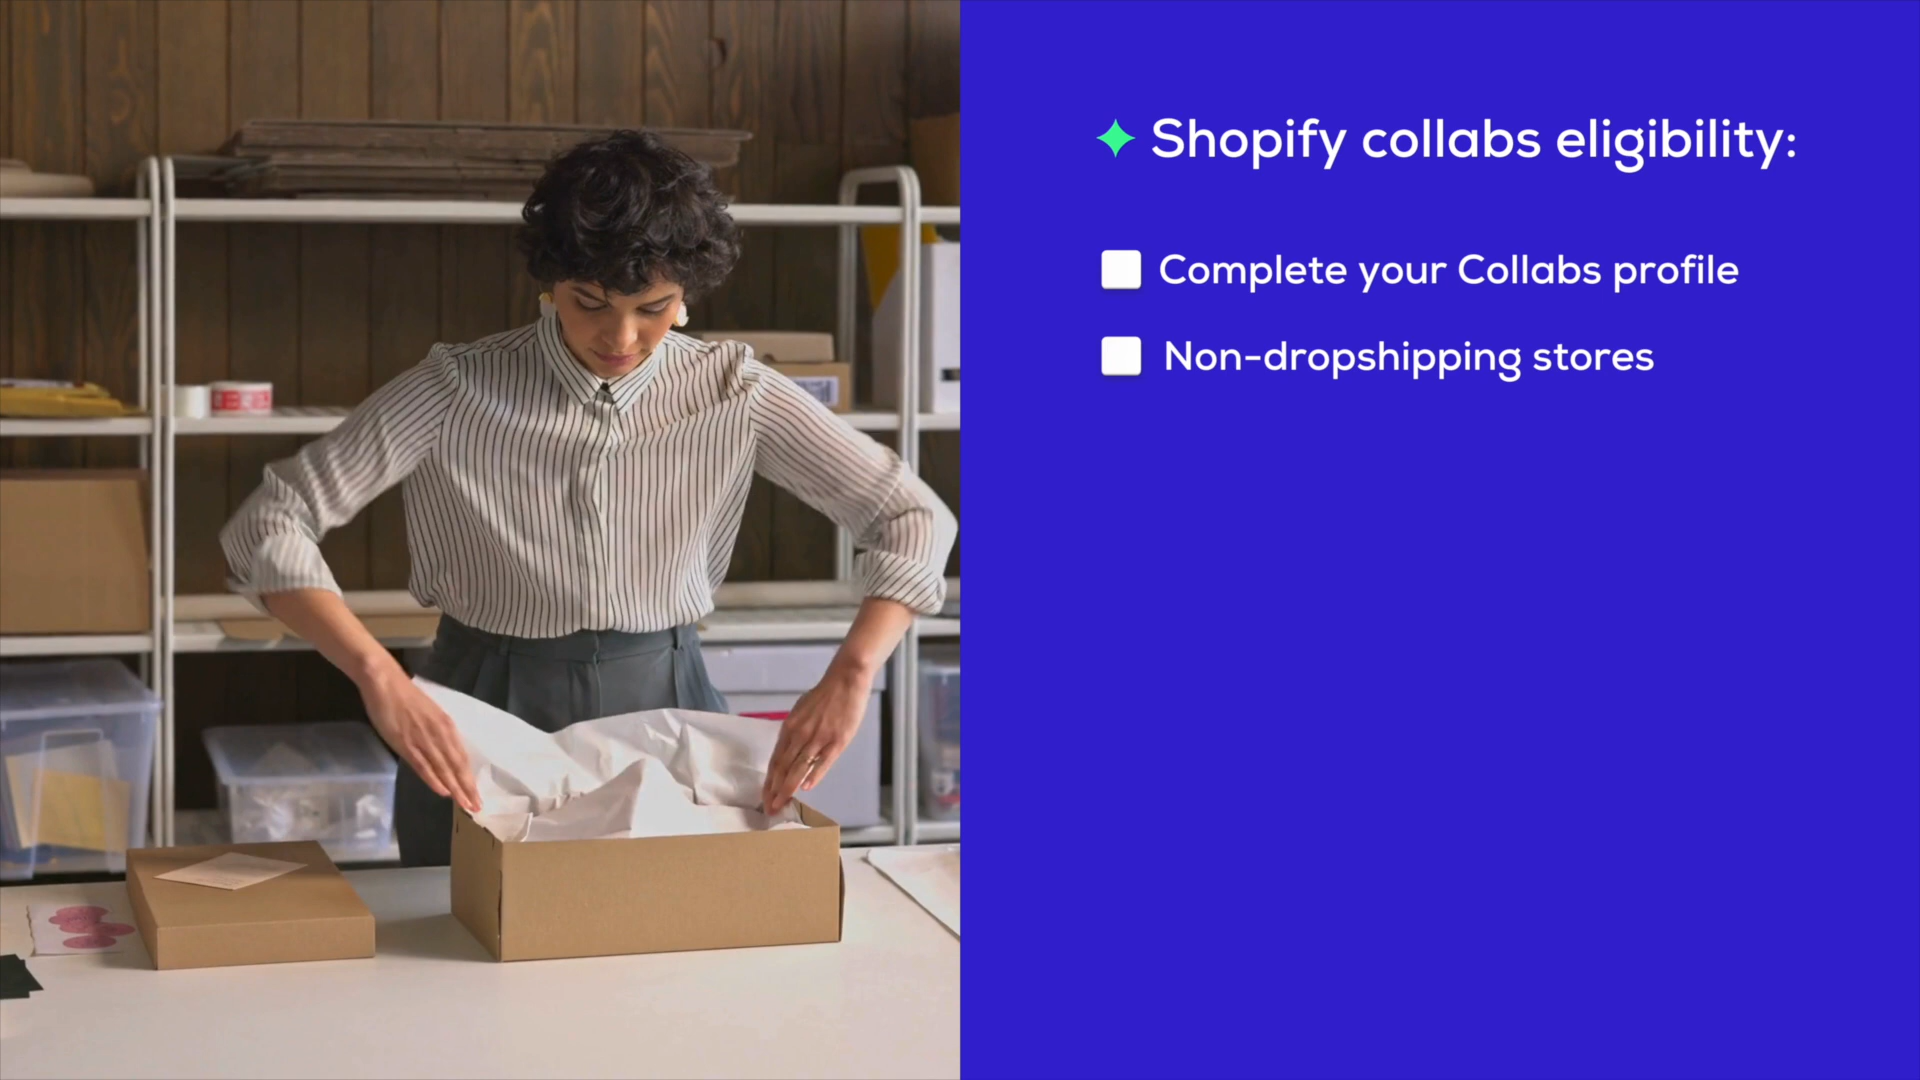 Shopify collabs eligibility:
Complete your Collabs profile
Non-dropshipping stores